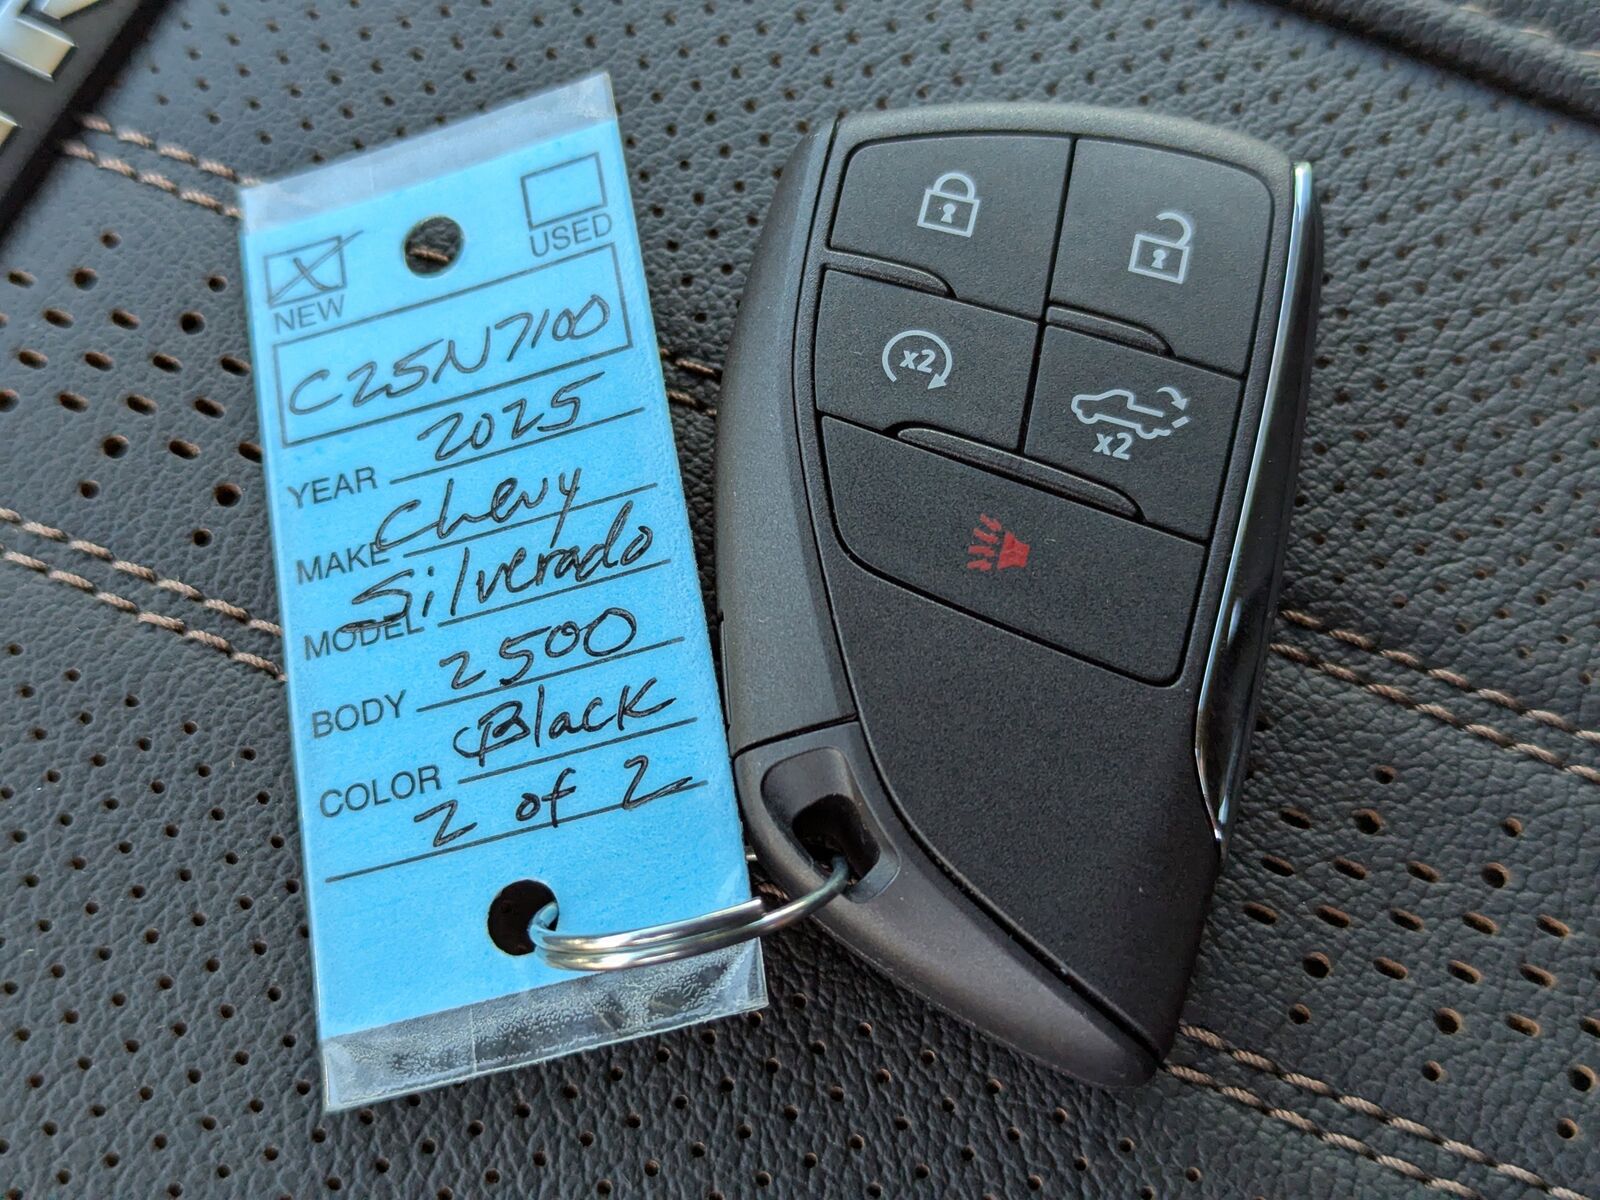 USED
NEW
C25N7100
YEAR 2025
MAKE Chevy
MODEL Silverado
BODY 2500
COLOR Black
2 of 2
x2
x2